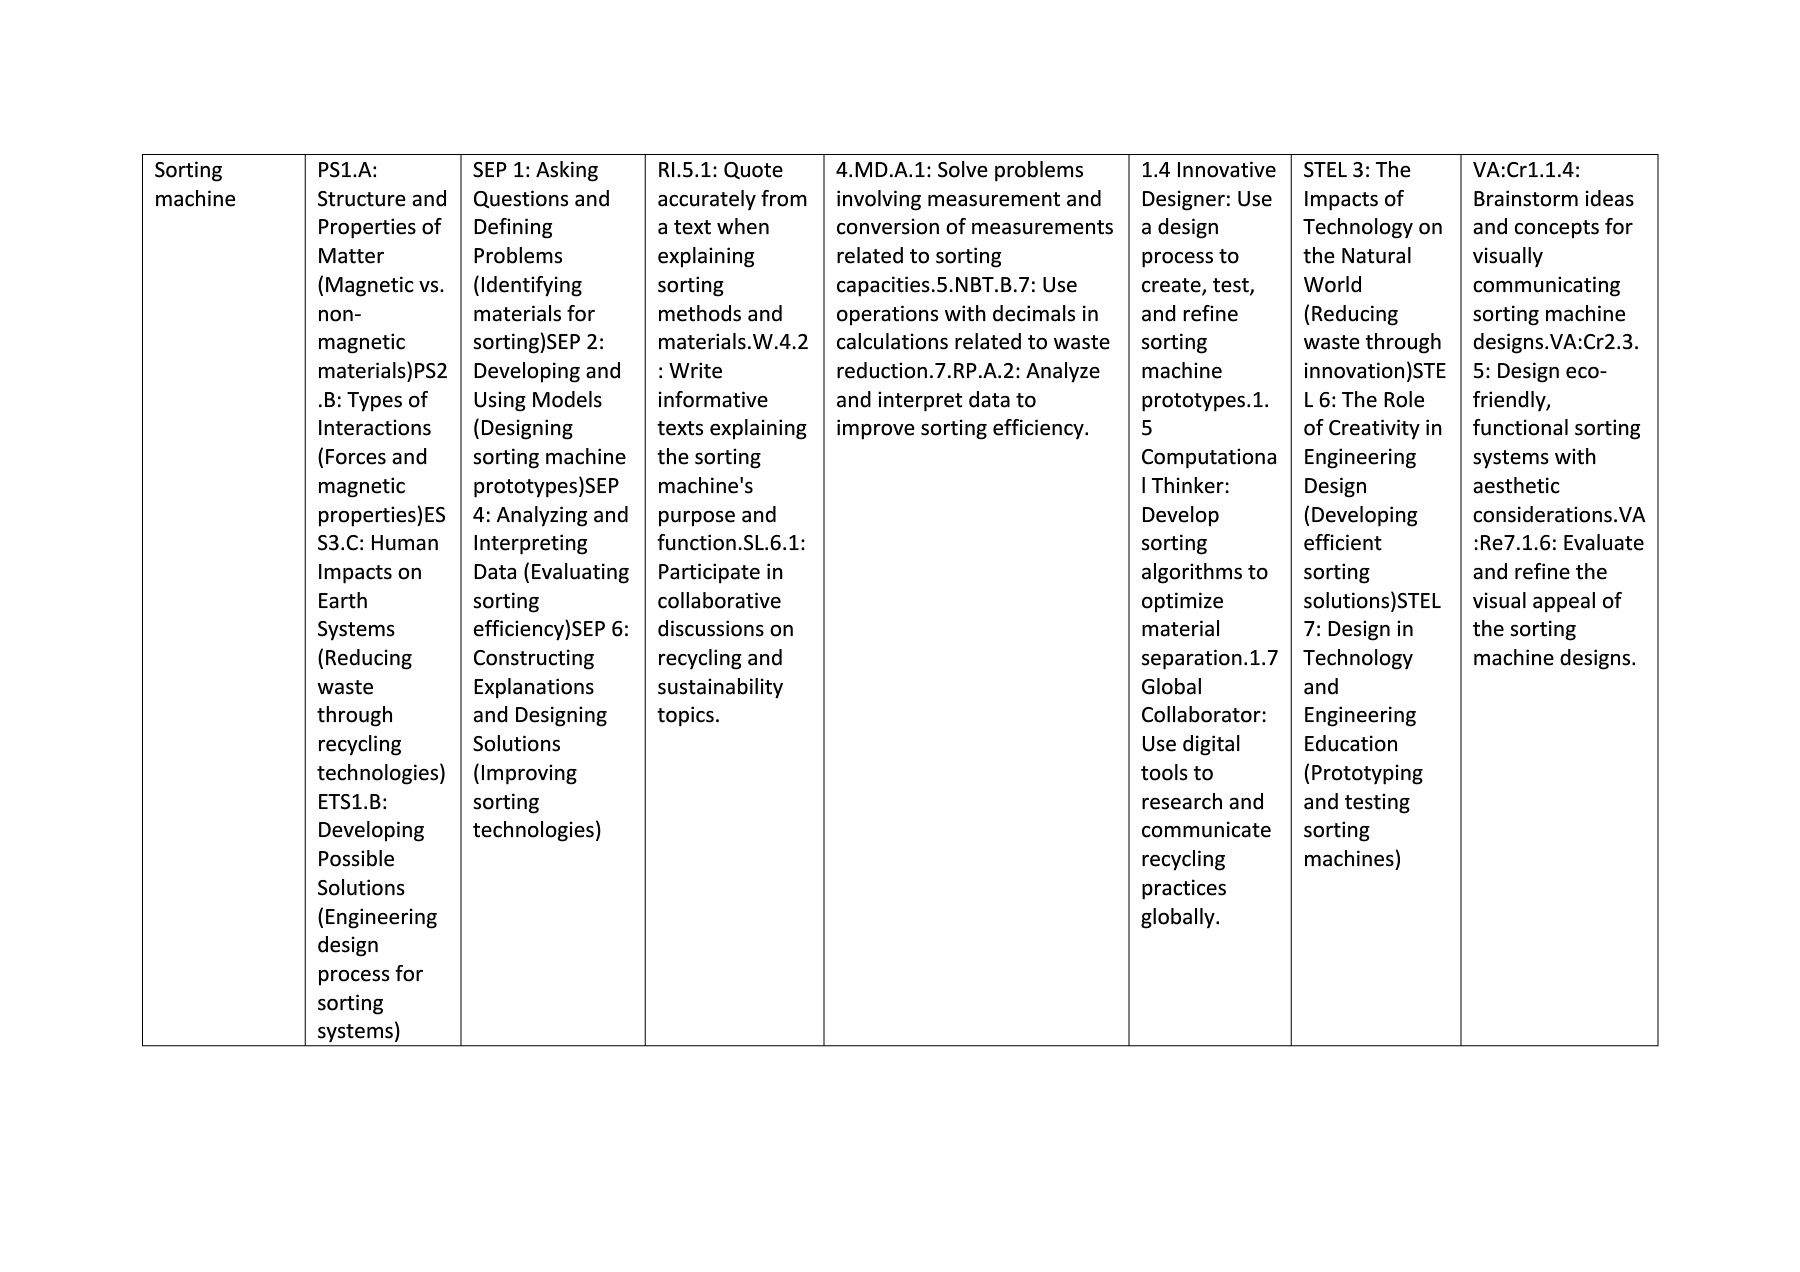 Sorting
machine
PS1.A:
Structure and
Properties of
Matter
(Magnetic vs.
non-
magnetic
materials)PS2
.B: Types of
Interactions
(Forces and
magnetic
properties)ES
S3.C: Human
Impacts on
Earth
Systems
(Reducing
waste
through
recycling
technologies)
ETS1.B:
Developing
Possible
Solutions
(Engineering
design
process for
sorting
systems)
SEP 1: Asking
Questions and
Defining
Problems
(Identifying
materials for
sorting)SEP 2:
Developing and
Using Models
(Designing
sorting machine
prototypes)SEP
4: Analyzing and
Interpreting
Data (Evaluating
sorting
efficiency)SEP 6:
Constructing
Explanations
and Designing
Solutions
(Improving
sorting
technologies)
RI.5.1: Quote
accurately from
a text when
explaining
sorting
methods and
materials.W.4.2
: Write
informative
texts explaining
the sorting
machine's
purpose and
function.SL.6.1:
Participate in
collaborative
discussions on
recycling and
sustainability
topics.
4.MD.A.1: Solve problems
involving measurement and
conversion of measurements
related to sorting
capacities.5.NBT.B.7: Use
operations with decimals in
calculations related to waste
reduction.7.RP.A.2: Analyze
and interpret data to
improve sorting efficiency.
1.4 Innovative
Designer: Use
a design
process to
create, test,
and refine
sorting
machine
prototypes.1.
5
Computationa
l Thinker:
Develop
sorting
algorithms to
optimize
material
separation.1.7
Global
Collaborator:
Use digital
tools to
research and
communicate
recycling
practices
globally.
STEL 3: The
Impacts of
Technology on
the Natural
World
(Reducing
waste through
innovation)STE
L 6: The Role
of Creativity in
Engineering
Design
(Developing
efficient
sorting
solutions)STEL
7: Design in
Technology
and
Engineering
Education
(Prototyping
and testing
sorting
machines)
VA:Cr1.1.4:
Brainstorm ideas
and concepts for
visually
communicating
sorting machine
designs.VA:Cr2.3.
5: Design eco-
friendly,
functional sorting
systems with
aesthetic
considerations.VA
:Re7.1.6: Evaluate
and refine the
visual appeal of
the sorting
machine designs.